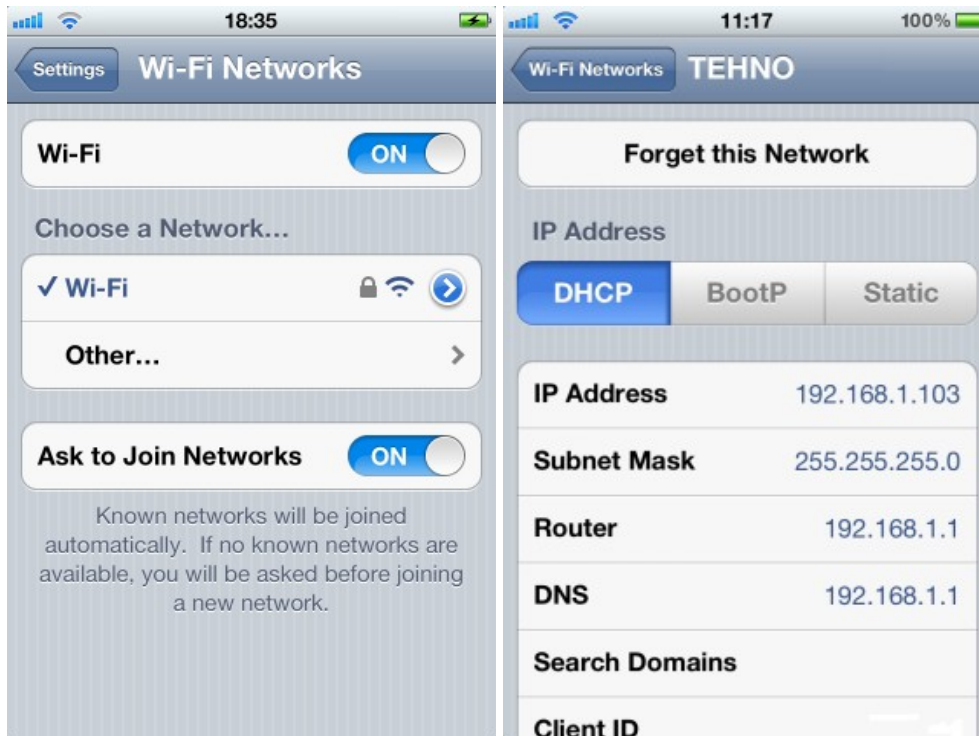 18:35
Settings
Wi-Fi Networks
Wi-Fi
ON
Choose a Network...
Wi-Fi
Other...
Ask to Join Networks
ON
Known networks will be joined
automatically. If no known networks are
available, you will be asked before joining
a new network.
11:17
100%
Wi-Fi Networks
TEHNO
Forget this Network
IP Address
DHCP
BootP
Static
IP Address 192.168.1.103
Subnet Mask 255.255.255.0
Router 192.168.1.1
DNS 192.168.1.1
Search Domains
Client ID